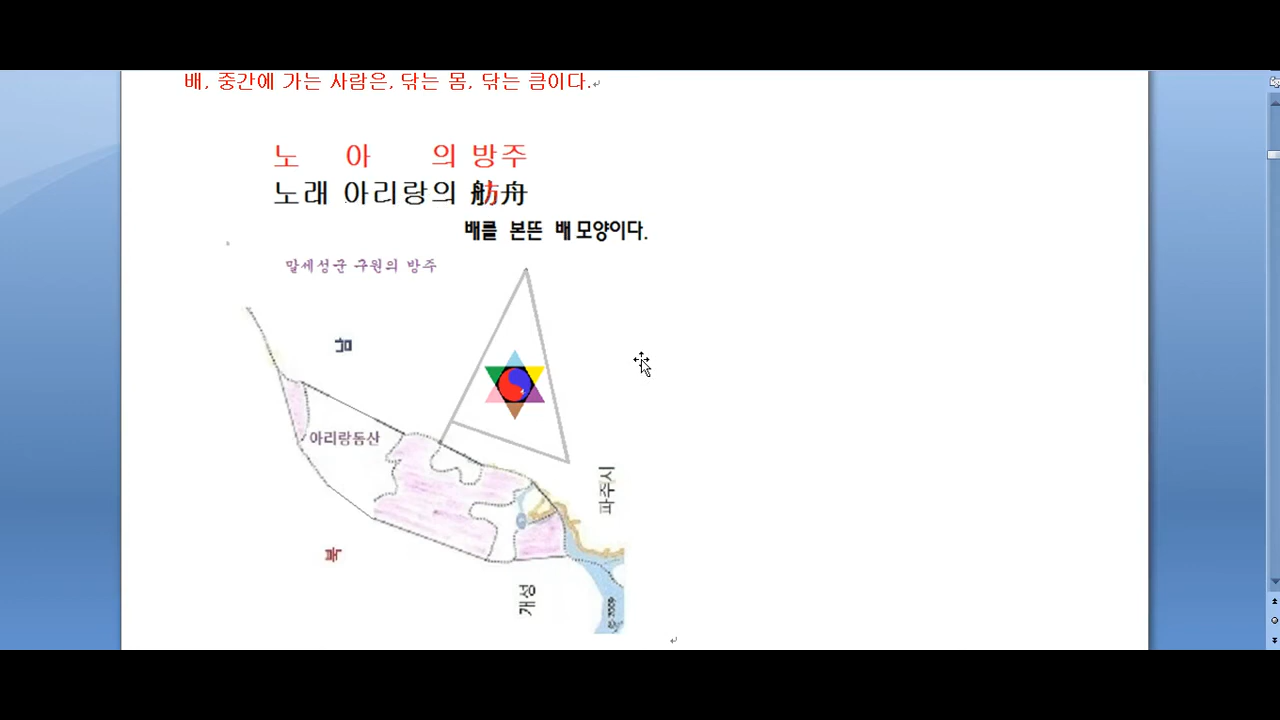 배, 중간에 가는 사람은, 닦는 몸, 닦는 큼이다.
노 아 의 방주
노래 아리랑의 舫舟
배를 본뜬 배 모양이다.
말세성군 구원의 방주
남
아리랑동산
파주시
북
개성